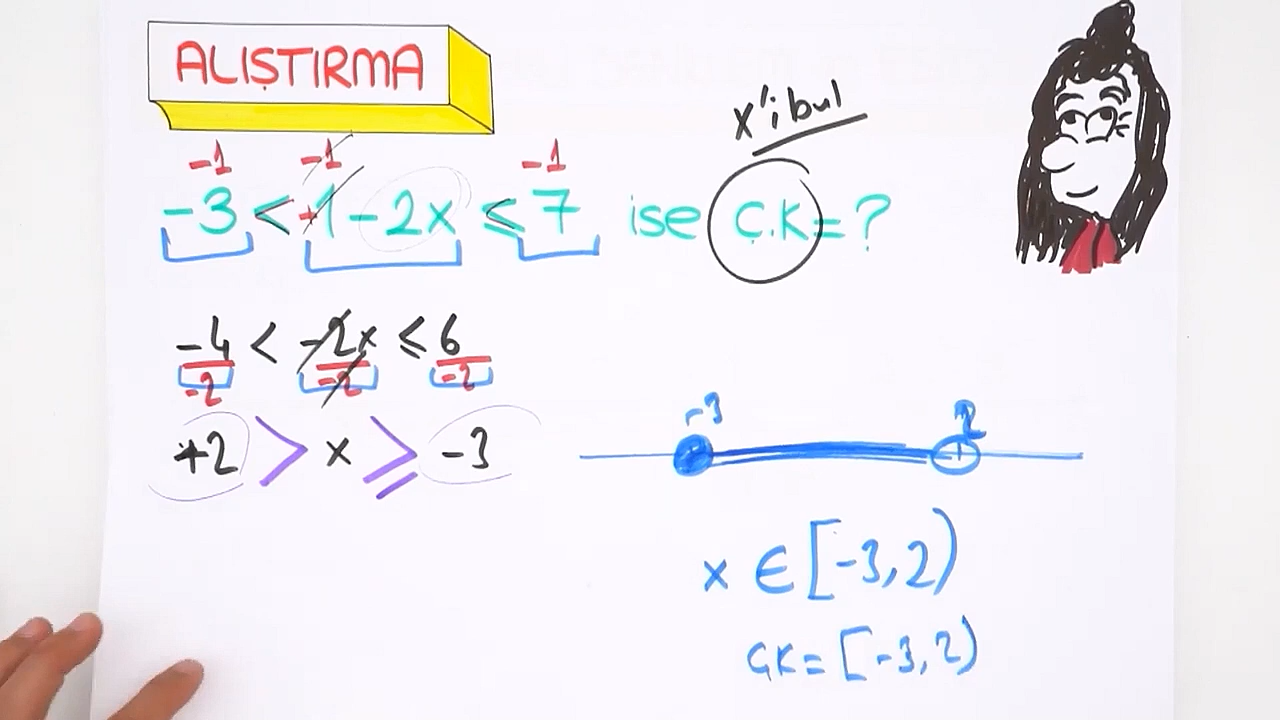 ALIŞTIRMA
x'i bul
-1 -1 -1
-3 < +1 - 2x ≤ 7 ise Ç.K = ?
-4 < -2x ≤ 6
-2 -2 -2
+2 > x ≥ -3
-3 2
x ∈ [-3, 2)
ÇK = [-3, 2)